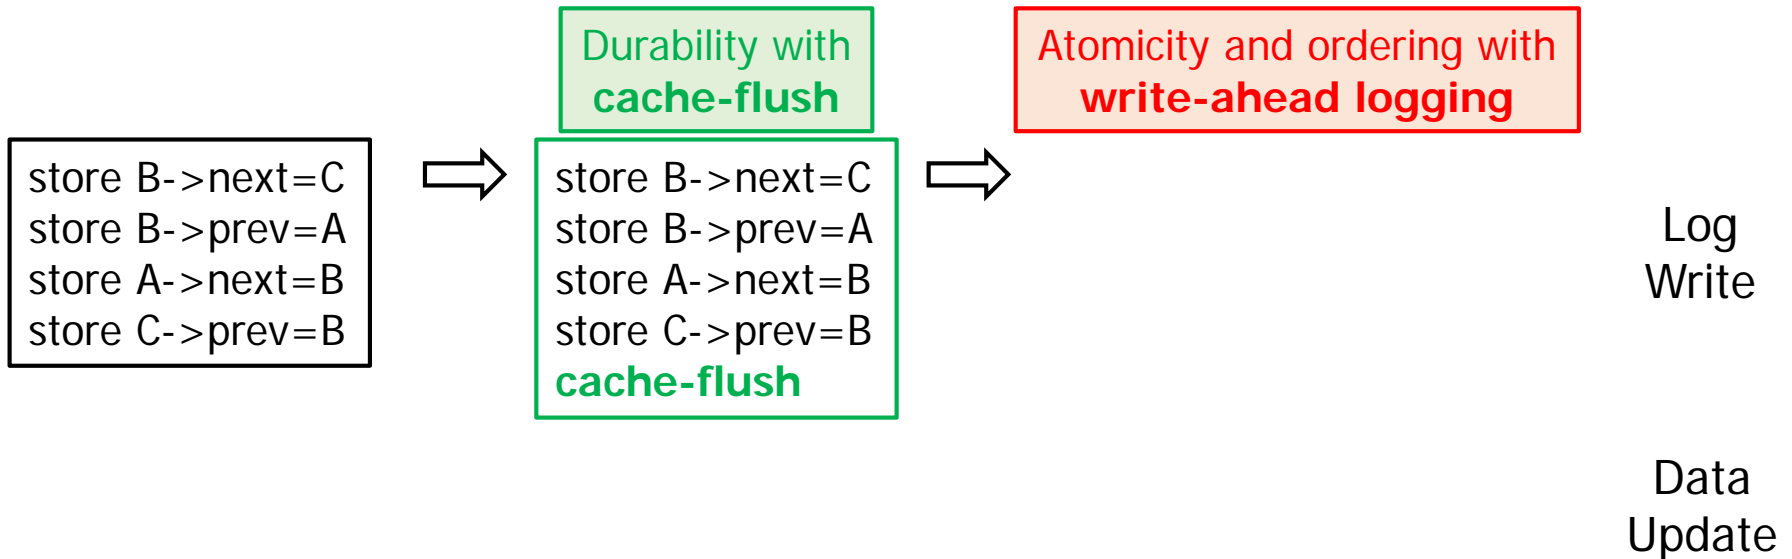 Durability with
cache-flush
Atomicity and ordering with
write-ahead logging
store B->next=C
store B->prev=A
store A->next=B
store C->prev=B
store B->next=C
store B->prev=A
store A->next=B
store C->prev=B
cache-flush
Log
Write
Data
Update